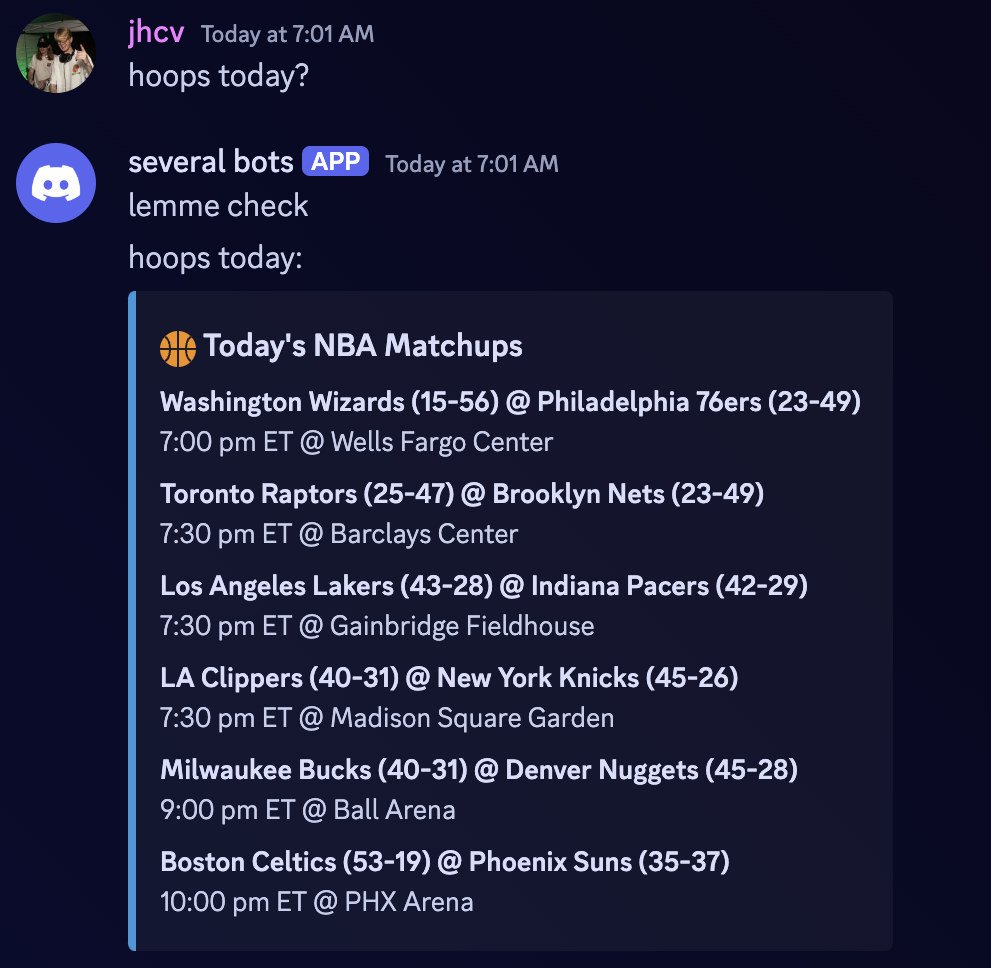 jhcv Today at 7:01 AM
hoops today?
several bots APP Today at 7:01 AM
lemme check
hoops today:
🏀 Today's NBA Matchups
Washington Wizards (15-56) @ Philadelphia 76ers (23-49)
7:00 pm ET @ Wells Fargo Center
Toronto Raptors (25-47) @ Brooklyn Nets (23-49)
7:30 pm ET @ Barclays Center
Los Angeles Lakers (43-28) @ Indiana Pacers (42-29)
7:30 pm ET @ Gainbridge Fieldhouse
LA Clippers (40-31) @ New York Knicks (45-26)
7:30 pm ET @ Madison Square Garden
Milwaukee Bucks (40-31) @ Denver Nuggets (45-28)
9:00 pm ET @ Ball Arena
Boston Celtics (53-19) @ Phoenix Suns (35-37)
10:00 pm ET @ PHX Arena